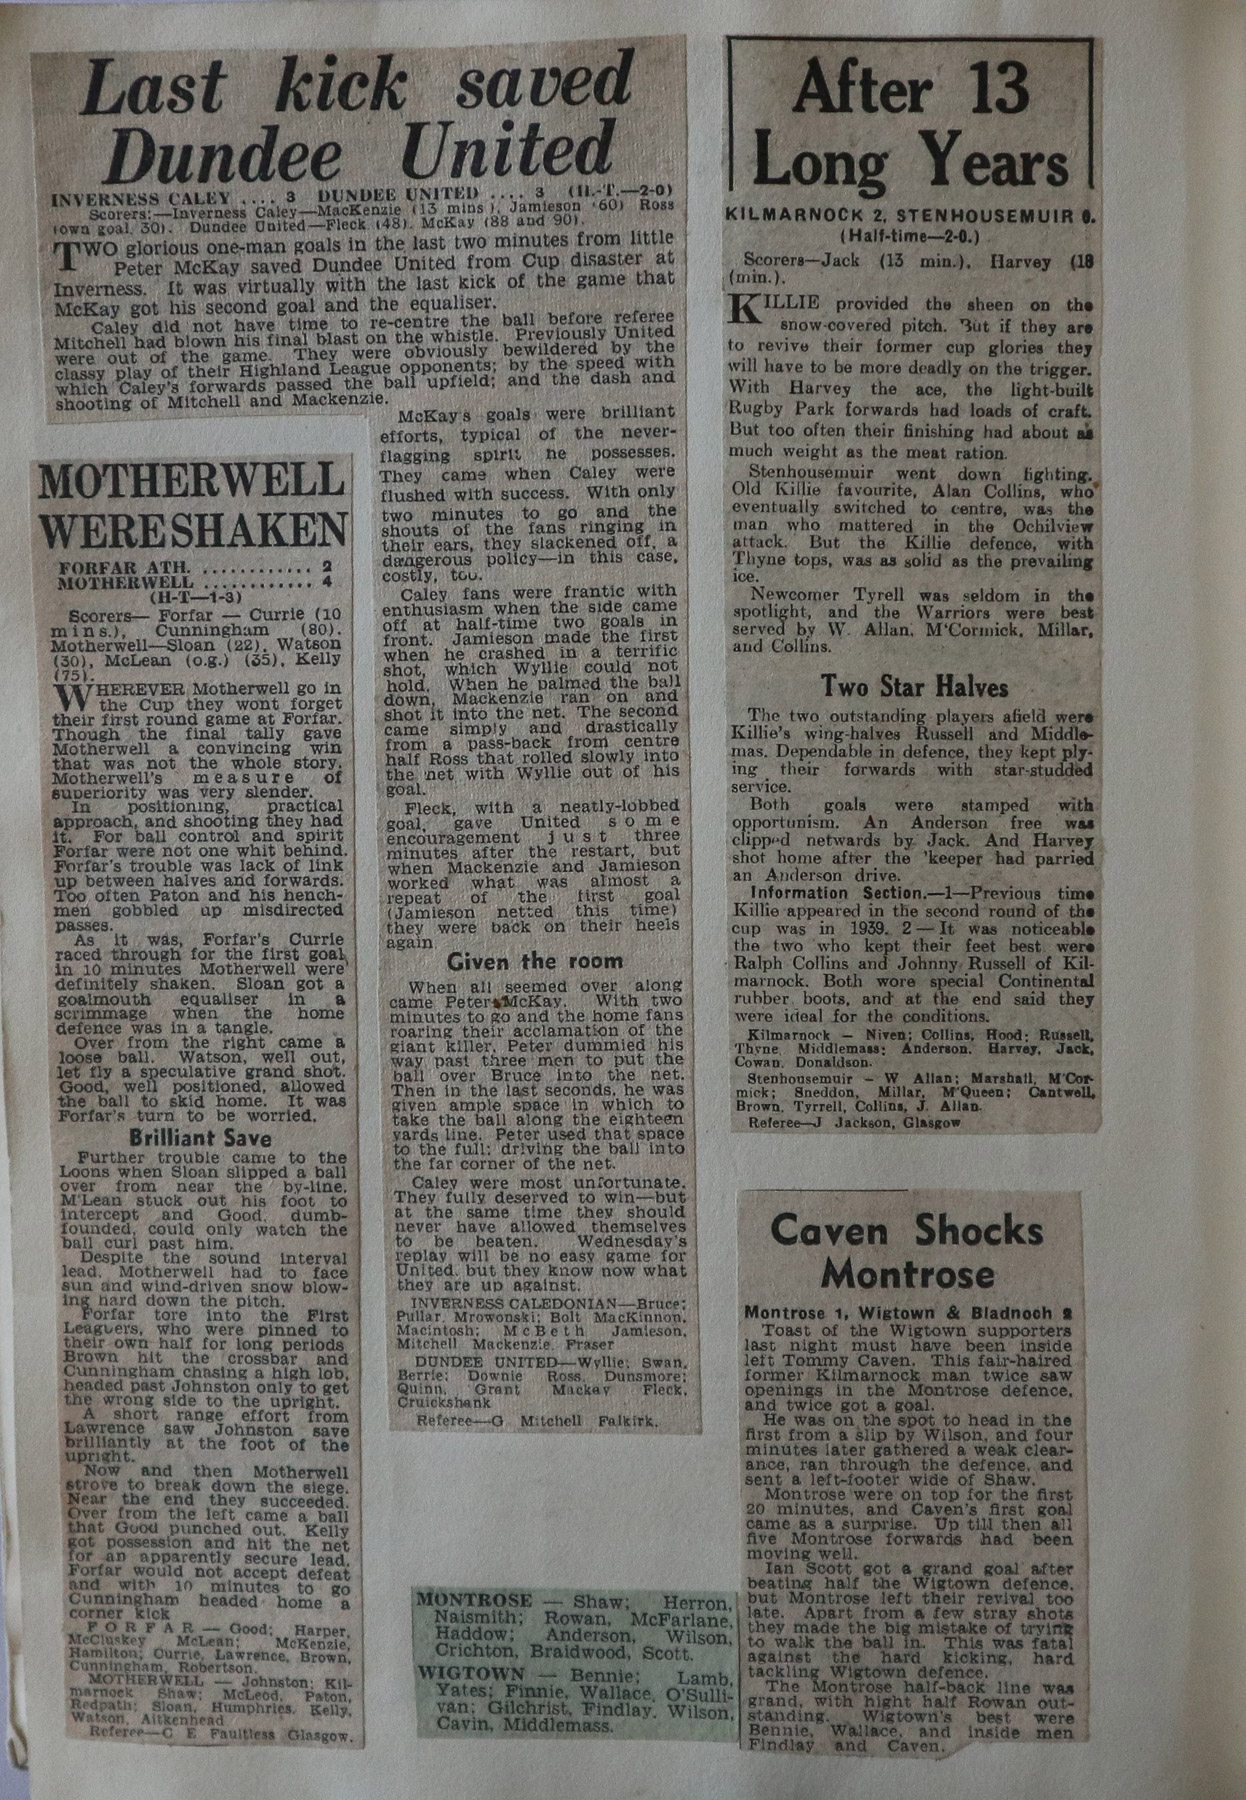 Last kick saved
Dundee United
INVERNESS CALEY .... 3 DUNDEE UNITED .... 3 (H.-T.—2-0)
Scorers:—Inverness Caley—MacKenzie (13 mins ), Jamieson (60) Ross
(own goal, 30). Dundee United—Fleck (48). McKay (88 and 90).
TWO glorious one-man goals in the last two minutes from little
Peter McKay saved Dundee United from Cup disaster at
Inverness. It was virtually with the last kick of the game that
McKay got his second goal and the equaliser.
Caley did not have time to re-centre the ball before referee
Mitchell had blown his final blast on the whistle. Previously United
were out of the game. They were obviously bewildered by the
classy play of their Highland League opponents; by the speed with
which Caley's forwards passed the ball upfield; and the dash and
shooting of Mitchell and Mackenzie.
McKay's goals were brilliant
efforts, typical of the never-
flagging spirit he possesses.
They came when Caley were
flushed with success. With only
two minutes to go and the
shouts of the fans ringing in
their ears, they slackened off, a
dangerous policy—in this case,
costly, too.
Caley fans were frantic with
enthusiasm when the side came
off at half-time two goals in
front. Jamieson made the first
when he crashed in a terrific
shot, which Wyllie could not
hold. When he palmed the ball
down, Mackenzie ran on and
shot it into the net. The second
came simply and drastically
from a pass-back from centre
half Ross that rolled slowly into
the net with Wyllie out of his
goal.
Fleck, with a neatly-lobbed
goal, gave United some
encouragement just three
minutes after the restart, but
when Mackenzie and Jamieson
worked what was almost a
repeat of the first goal
(Jamieson netted this time)
they were back on their heels
again.
Given the room
When all seemed over along
came Peter McKay. With two
minutes to go and the home fans
roaring their acclamation of the
giant killer, Peter dummied his
way past three men to put the
ball over Bruce into the net.
Then in the last seconds, he was
given ample space in which to
take the ball along the eighteen
yards line. Peter used that space
to the full; driving the ball into
the far corner of the net.
Caley were most unfortunate.
They fully deserved to win—but
at the same time they should
never have allowed themselves
to be beaten. Wednesday's
replay will be no easy game for
United, but they know now what
they are up against.
INVERNESS CALEDONIAN—Bruce;
Pullar, Mrowonski; Bolt MacKinnon,
Macintosh; McBeth Jamieson,
Mitchell Mackenzie, Fraser
DUNDEE UNITED—Wyllie; Swan,
Berrie; Downie Ross, Dunsmore;
Quinn, Grant Mackay Fleck,
Cruickshank
Referee—G Mitchell Falkirk.
MOTHERWELL
WERE SHAKEN
FORFAR ATH. ............ 2
MOTHERWELL ............ 4
(H-T—1-3)
Scorers— Forfar — Currie (10
mins.), Cunningham (80).
Motherwell—Sloan (22), Watson
(30), McLean (o.g.) (35), Kelly
(75).
WHEREVER Motherwell go in
the Cup they wont forget
their first round game at Forfar.
Though the final tally gave
Motherwell a convincing win
that was not the whole story.
Motherwell's measure of
superiority was very slender.
In positioning, practical
approach, and shooting they had
it. For ball control and spirit
Forfar were not one whit behind.
Forfar's trouble was lack of link
up between halves and forwards.
Too often Paton and his hench-
men gobbled up misdirected
passes.
As it was, Forfar's Currie
raced through for the first goal
in 10 minutes Motherwell were
definitely shaken. Sloan got a
goalmouth equaliser in a
scrimmage when the home
defence was in a tangle.
Over from the right came a
loose ball. Watson, well out,
let fly a speculative grand shot.
Good, well positioned, allowed
the ball to skid home. It was
Forfar's turn to be worried.
Brilliant Save
Further trouble came to the
Loons when Sloan slipped a ball
over from near the by-line.
M'Lean stuck out his foot to
intercept and Good, dumb-
founded, could only watch the
ball curl past him.
Despite the sound interval
lead, Motherwell had to face
sun and wind-driven snow blow-
ing hard down the pitch.
Forfar tore into the First
Leaguers, who were pinned to
their own half for long periods
Brown hit the crossbar and
Cunningham chasing a high lob,
headed past Johnston only to get
the wrong side to the upright.
A short range effort from
Lawrence saw Johnston save
brilliantly at the foot of the
upright.
Now and then Motherwell
strove to break down the siege.
Near the end they succeeded.
Over from the left came a ball
that Good punched out. Kelly
got possession and hit the net
for an apparently secure lead.
Forfar would not accept defeat
and with 10 minutes to go
Cunningham headed home a
corner kick
FORFAR — Good; Harper,
McCluskey McLean; McKenzie,
Hamilton; Currie, Lawrence, Brown,
Cunningham, Robertson.
MOTHERWELL — Johnston; Kil-
marnock Shaw; McLeod, Paton,
Redpath; Sloan, Humphries, Kelly,
Watson, Aitkenhead
Referee—C E Faultless Glasgow.
After 13
Long Years
KILMARNOCK 2, STENHOUSEMUIR 0.
(Half-time—2-0.)
Scorers—Jack (13 min.), Harvey (18
(min.).
KILLIE provided the sheen on the
snow-covered pitch. But if they are
to revive their former cup glories they
will have to be more deadly on the trigger.
With Harvey the ace, the light-built
Rugby Park forwards had loads of craft.
But too often their finishing had about as
much weight as the meat ration.
Stenhousemuir went down fighting.
Old Killie favourite, Alan Collins, who
eventually switched to centre, was the
man who mattered in the Ochilview
attack. But the Killie defence, with
Thyne tops, was as solid as the prevailing
ice.
Newcomer Tyrell was seldom in the
spotlight, and the Warriors were best
served by W. Allan, M'Cormick, Millar,
and Collins.
Two Star Halves
The two outstanding players afield were
Killie's wing-halves Russell and Middle-
mas. Dependable in defence, they kept ply-
ing their forwards with star-studded
service.
Both goals were stamped with
opportunism. An Anderson free was
clipped netwards by Jack. And Harvey
shot home after the 'keeper had parried
an Anderson drive.
Information Section.—1—Previous time
Killie appeared in the second round of the
cup was in 1939. 2—It was noticeable
the two who kept their feet best were
Ralph Collins and Johnny Russell of Kil-
marnock. Both wore special Continental
rubber boots, and at the end said they
were ideal for the conditions.
Kilmarnock — Niven; Collins, Hood; Russell,
Thyne, Middlemass; Anderson, Harvey, Jack,
Cowan, Donaldson.
Stenhousemuir — W Allan; Marshall, M'Cor-
mick; Sneddon, Millar, M'Queen; Cantwell,
Brown, Tyrrell, Collins, J. Allan.
Referee—J Jackson, Glasgow
Caven Shocks
Montrose
Montrose 1, Wigtown & Bladnoch 2
Toast of the Wigtown supporters
last night must have been inside
left Tommy Caven. This fair-haired
former Kilmarnock man twice saw
openings in the Montrose defence,
and twice got a goal.
He was on the spot to head in the
first from a slip by Wilson, and four
minutes later gathered a weak clear-
ance, ran through the defence, and
sent a left-footer wide of Shaw.
Montrose were on top for the first
20 minutes, and Caven's first goal
came as a surprise. Up till then all
five Montrose forwards had been
moving well.
Ian Scott got a grand goal after
beating half the Wigtown defence,
but Montrose left their revival too
late. Apart from a few stray shots
they made the big mistake of trying
to walk the ball in. This was fatal
against the hard kicking, hard
tackling Wigtown defence.
The Montrose half-back line was
grand, with hight half Rowan out-
standing. Wigtown's best were
Bennie, Wallace, and inside men
Findlay and Caven.
MONTROSE — Shaw; Herron,
Naismith; Rowan, McFarlane,
Haddow; Anderson, Wilson,
Crichton, Braidwood, Scott.
WIGTOWN — Bennie; Lamb,
Yates; Finnie, Wallace, O'Sulli-
van; Gilchrist, Findlay, Wilson,
Cavin, Middlemass.